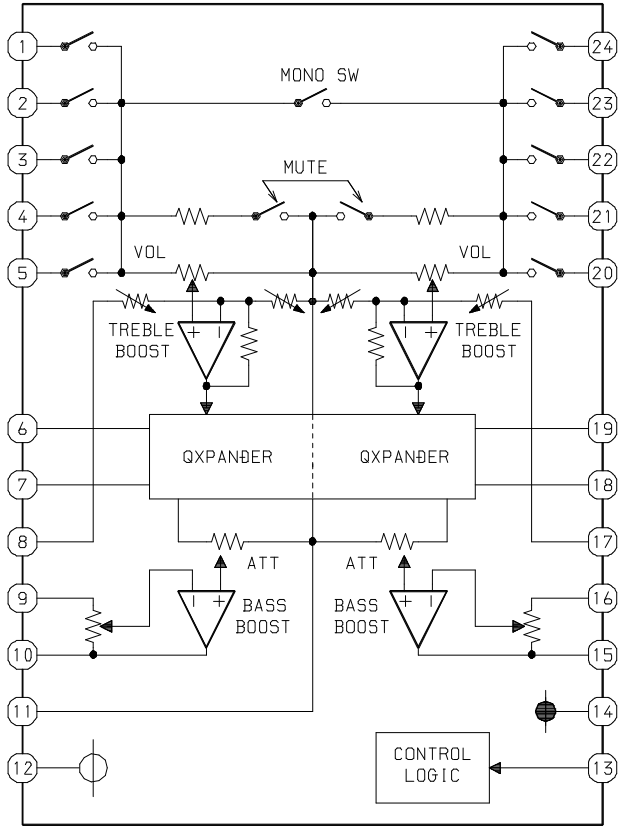 1
24
MONO SW
2
23
3
22
MUTE
4
21
VOL
VOL
5
20
TREBLE
BOOST
+ −
− +
TREBLE
BOOST
6
19
QXPANDER
QXPANDER
7
18
8
17
ATT
ATT
9
16
− +
+ −
BASS
BOOST
BASS
BOOST
10
15
11
14
CONTROL
LOGIC
12
13